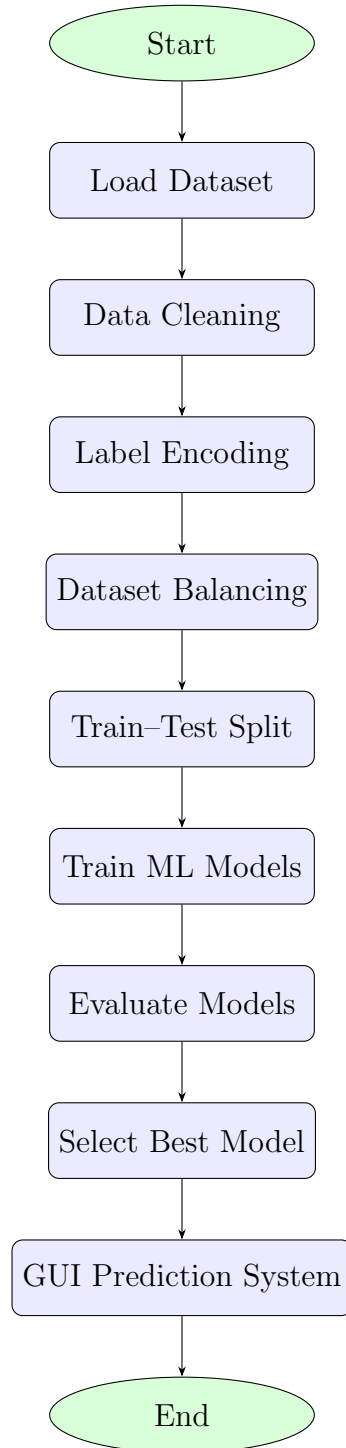 Start
Load Dataset
Data Cleaning
Label Encoding
Dataset Balancing
Train–Test Split
Train ML Models
Evaluate Models
Select Best Model
GUI Prediction System
End